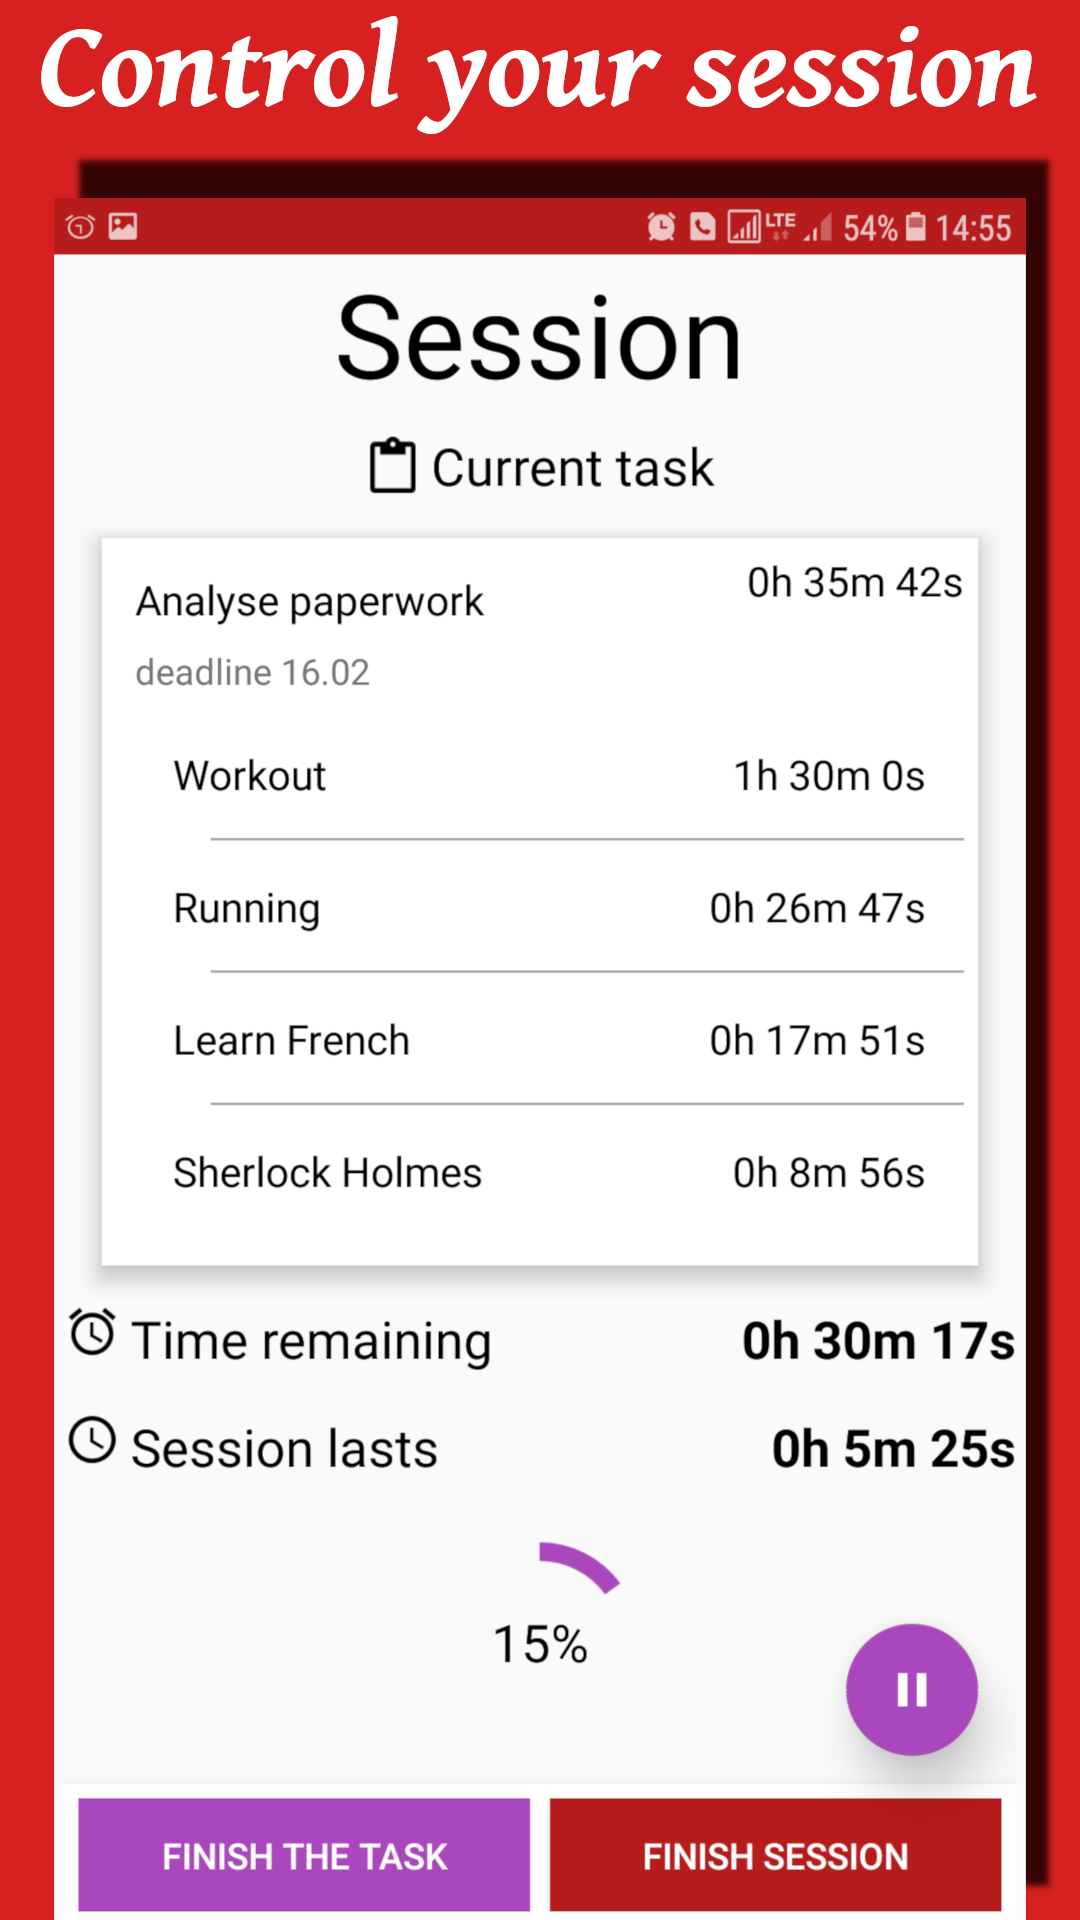 Control your session
LTE 54% 14:55
Session
Current task
Analyse paperwork 0h 35m 42s
deadline 16.02
Workout 1h 30m 0s
Running 0h 26m 47s
Learn French 0h 17m 51s
Sherlock Holmes 0h 8m 56s
Time remaining 0h 30m 17s
Session lasts 0h 5m 25s
15%
FINISH THE TASK FINISH SESSION